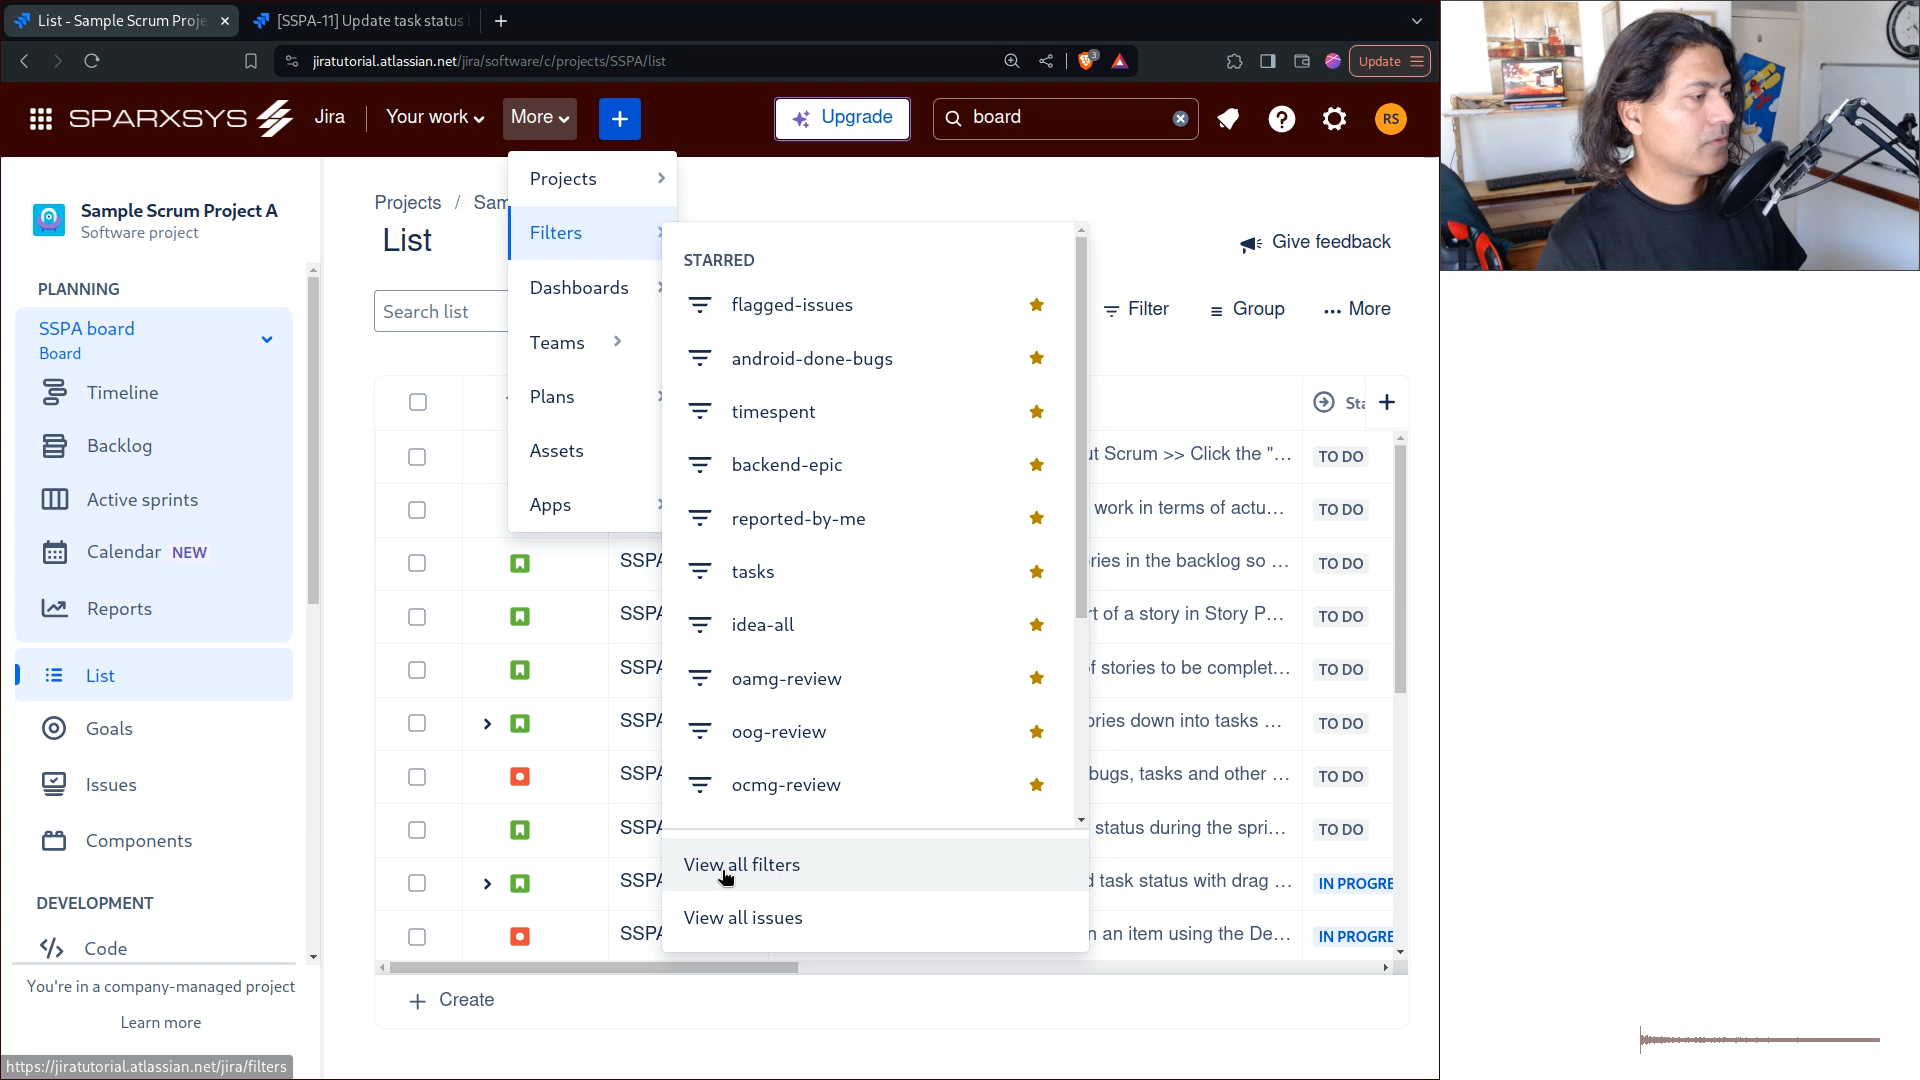 List - Sample Scrum Proje
[SSPA-11] Update task status
jiratutorial.atlassian.net/jira/software/c/projects/SSPA/list
3
Update
SPARXSYS
Jira
Your work
More
Upgrade
board
RS
Sample Scrum Project A
Software project
PLANNING
SSPA board
Board
Timeline
Backlog
Active sprints
Calendar NEW
Reports
List
Goals
Issues
Components
DEVELOPMENT
Code
You're in a company-managed project
Learn more
https://jiratutorial.atlassian.net/jira/filters
Projects / Sam
List
Give feedback
Search list
Filter
Group
More
Projects
Filters
Dashboards
Teams
Plans
Assets
Apps
STARRED
flagged-issues
android-done-bugs
timespent
backend-epic
reported-by-me
tasks
idea-all
oamg-review
oog-review
ocmg-review
View all filters
View all issues
Sta
ut Scrum >> Click the "... TO DO
work in terms of actu... TO DO
SSPA ries in the backlog so ... TO DO
SSPA rt of a story in Story P... TO DO
SSPA of stories to be complet... TO DO
SSPA ories down into tasks ... TO DO
SSPA bugs, tasks and other ... TO DO
SSPA status during the spri... TO DO
SSPA d task status with drag ... IN PROGRE
SSPA n an item using the De... IN PROGRE
Create